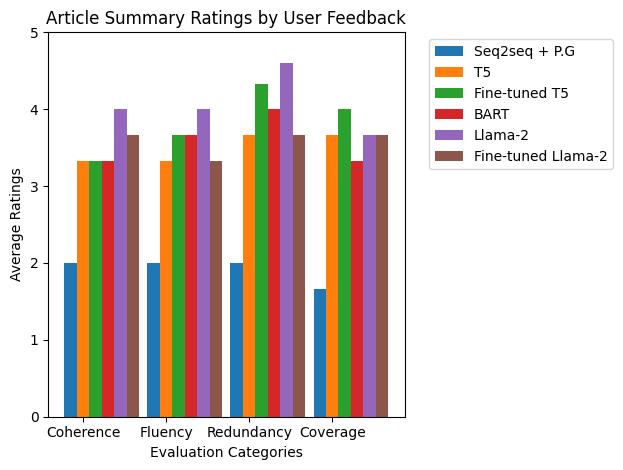 Article Summary Ratings by User Feedback
Seq2seq + P.G
T5
Fine-tuned T5
BART
Llama-2
Fine-tuned Llama-2
Average Ratings
5
4
3
2
1
0
Coherence Fluency Redundancy Coverage
Evaluation Categories